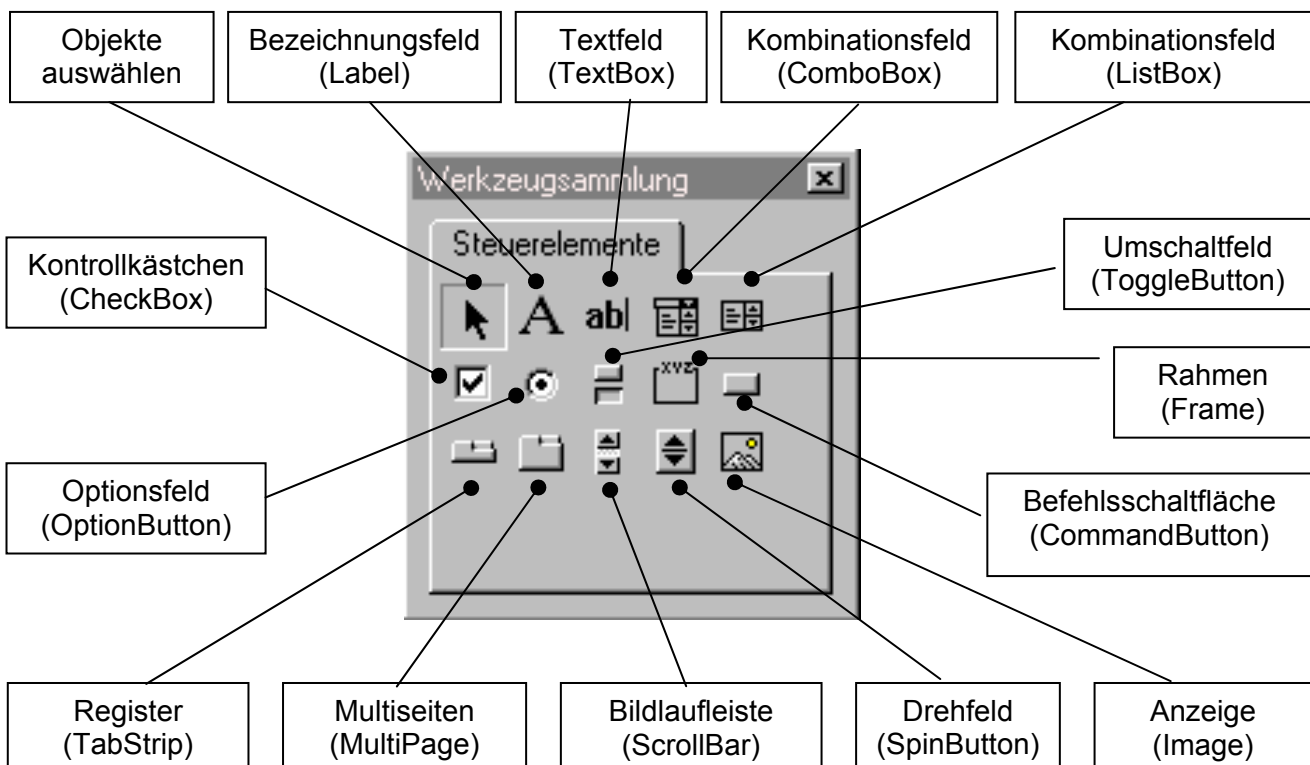 Objekte
auswählen
Bezeichnungsfeld
(Label)
Textfeld
(TextBox)
Kombinationsfeld
(ComboBox)
Kombinationsfeld
(ListBox)
Werkzeugsammlung
Steuerelemente
Kontrollkästchen
(CheckBox)
Umschaltfeld
(ToggleButton)
A
ab|
xyz
Rahmen
(Frame)
Optionsfeld
(OptionButton)
Befehlsschaltfläche
(CommandButton)
Register
(TabStrip)
Multiseiten
(MultiPage)
Bildlaufleiste
(ScrollBar)
Drehfeld
(SpinButton)
Anzeige
(Image)